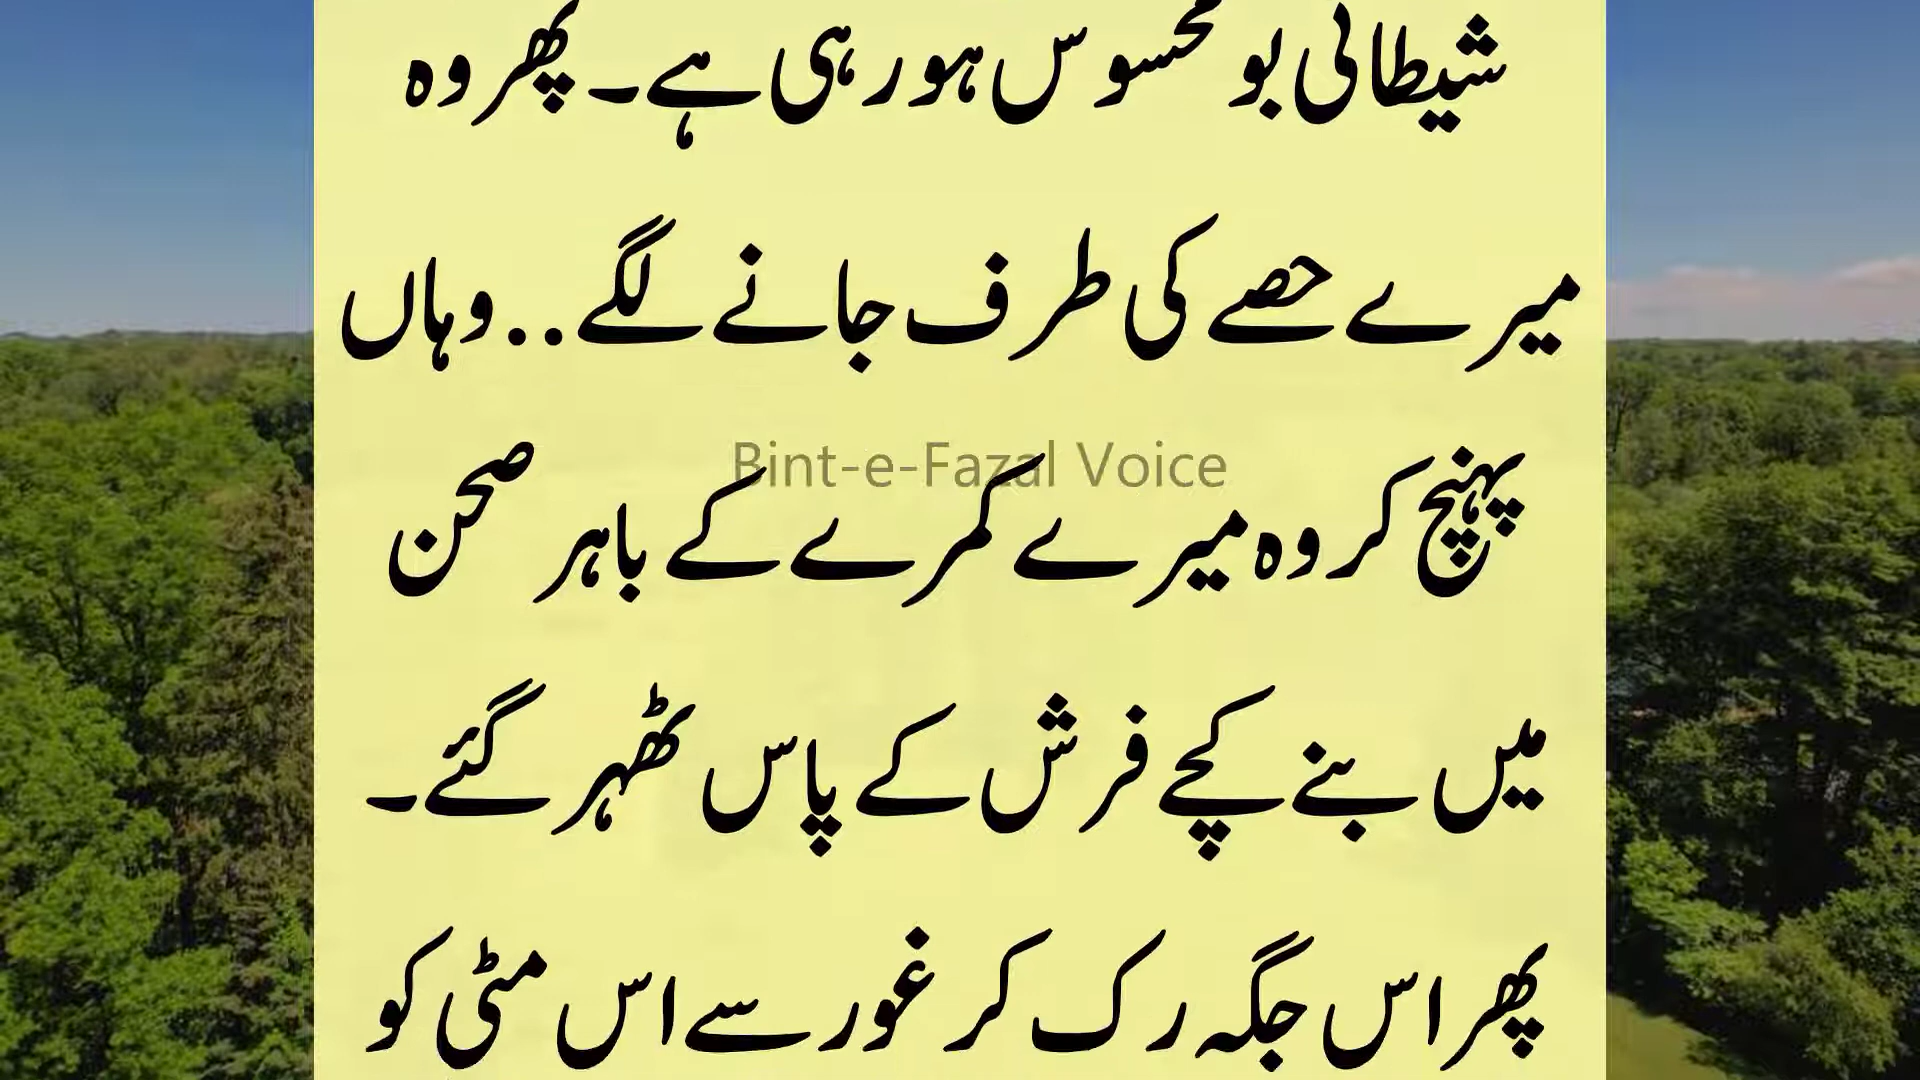 شیطانی بو محسوس ہو رہی ہے۔ پھر وہ
میرے حصے کی طرف جانے لگے..وہاں
Bint-e-Fazal Voice
پہنچ کر وہ میرے کمرے کے باہر صحن
میں بنے کچے فرش کے پاس ٹھہر گئے۔
پھر اس جگہ رک کر غور سے اس مٹی کو